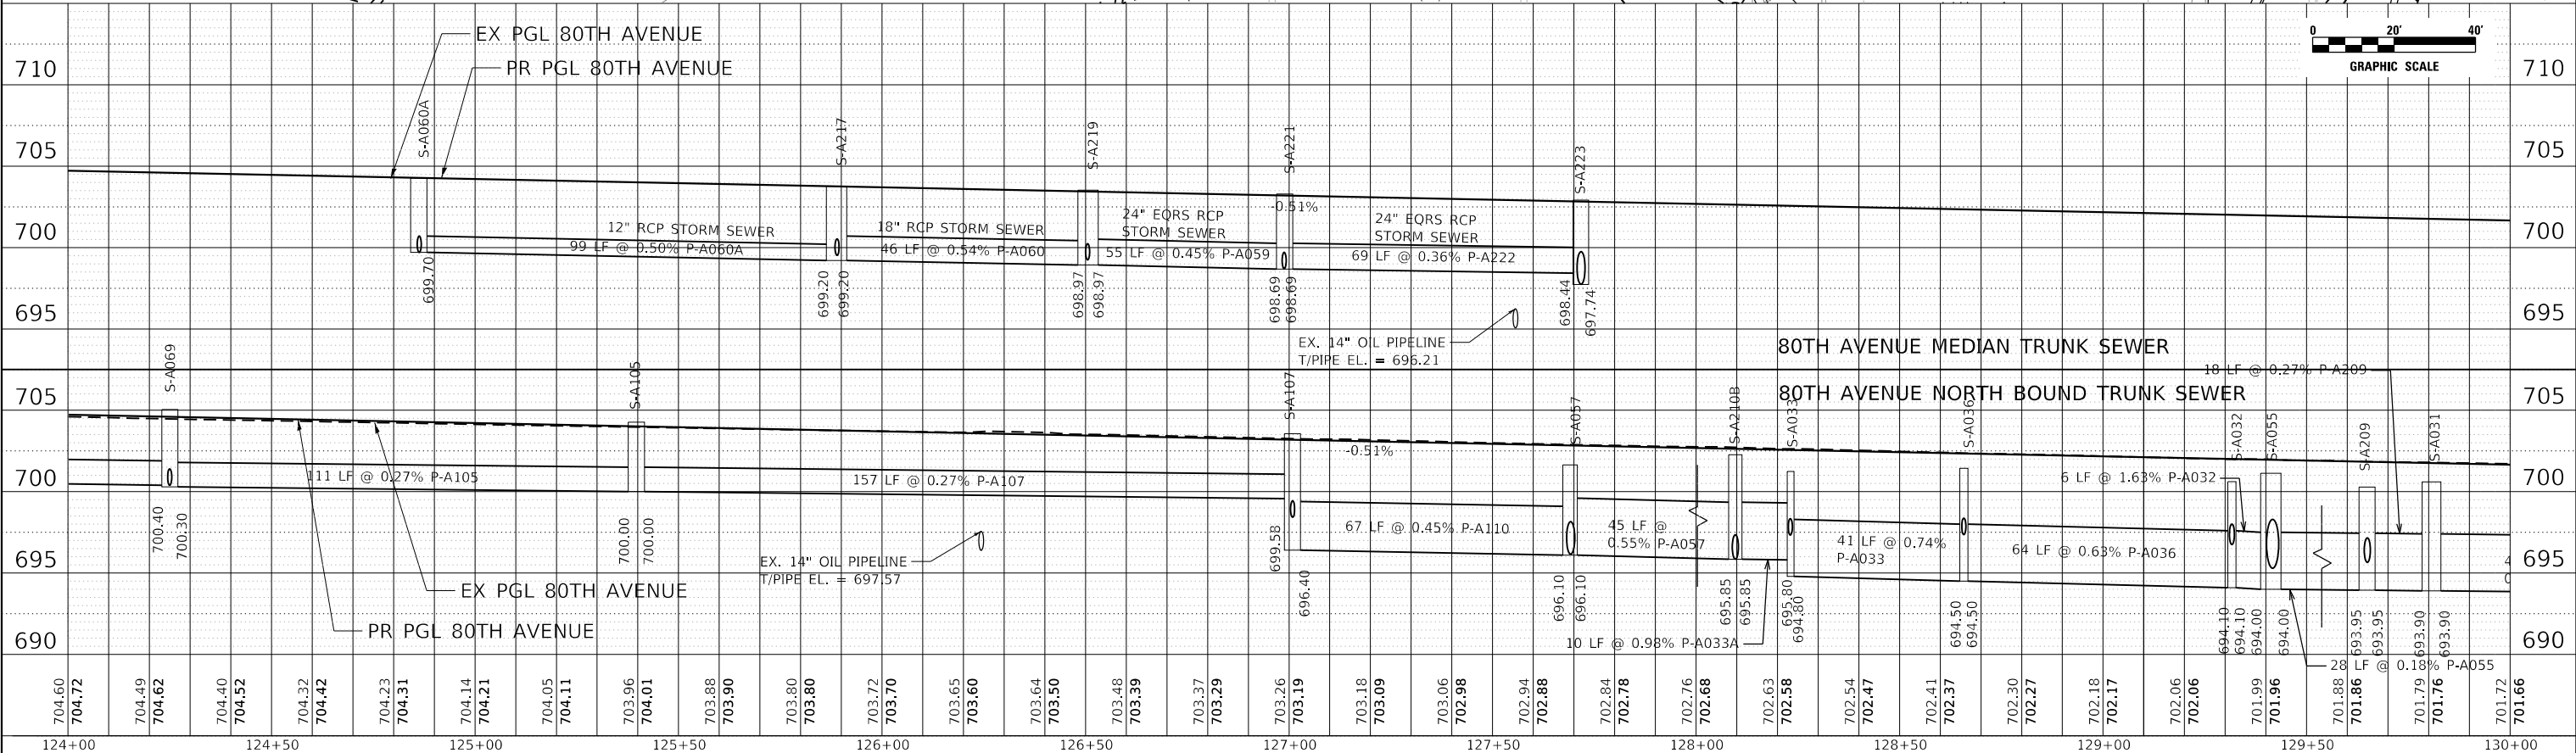 EX PGL 80TH AVENUE
PR PGL 80TH AVENUE
0 20' 40'
GRAPHIC SCALE
710 710
705 705
700 700
695 695
S-A060A
S-A217
S-A219
S-A221
S-A223
12" RCP STORM SEWER
99 LF @ 0.50% P-A060A
18" RCP STORM SEWER
46 LF @ 0.54% P-A060
24" EQRS RCP
STORM SEWER
55 LF @ 0.45% P-A059
-0.51%
24" EQRS RCP
STORM SEWER
69 LF @ 0.36% P-A222
699.70
699.20
699.20
698.97
698.97
698.69
698.69
698.44
697.74
EX. 14" OIL PIPELINE
T/PIPE EL. = 696.21
80TH AVENUE MEDIAN TRUNK SEWER
80TH AVENUE NORTH BOUND TRUNK SEWER
705 705
700 700
695 695
690 690
S-A069
S-A105
S-A107
S-A057
S-A210B
S-A033
S-A036
S-A032
S-A055
S-A209
S-A031
18 LF @ 0.27% P-A209
111 LF @ 0.27% P-A105
157 LF @ 0.27% P-A107
-0.51%
67 LF @ 0.45% P-A110
45 LF @
0.55% P-A057
41 LF @ 0.74%
P-A033
64 LF @ 0.63% P-A036
6 LF @ 1.63% P-A032
10 LF @ 0.98% P-A033A
28 LF @ 0.18% P-A055
EX. 14" OIL PIPELINE
T/PIPE EL. = 697.57
EX PGL 80TH AVENUE
PR PGL 80TH AVENUE
700.40
700.30
700.00
700.00
699.58
696.40
696.10
696.10
695.85
695.85
695.80
694.80
694.50
694.50
694.10
694.10
694.00
694.00
693.95
693.95
693.90
693.90
704.60
704.72
704.49
704.62
704.40
704.52
704.32
704.42
704.23
704.31
704.14
704.21
704.05
704.11
703.96
704.01
703.88
703.90
703.80
703.80
703.72
703.70
703.65
703.60
703.64
703.50
703.48
703.39
703.37
703.29
703.26
703.19
703.18
703.09
703.06
702.98
702.94
702.88
702.84
702.78
702.76
702.68
702.63
702.58
702.54
702.47
702.41
702.37
702.30
702.27
702.18
702.17
702.06
702.06
701.99
701.96
701.88
701.86
701.79
701.76
701.72
701.66
124+00 124+50 125+00 125+50 126+00 126+50 127+00 127+50 128+00 128+50 129+00 129+50 130+00